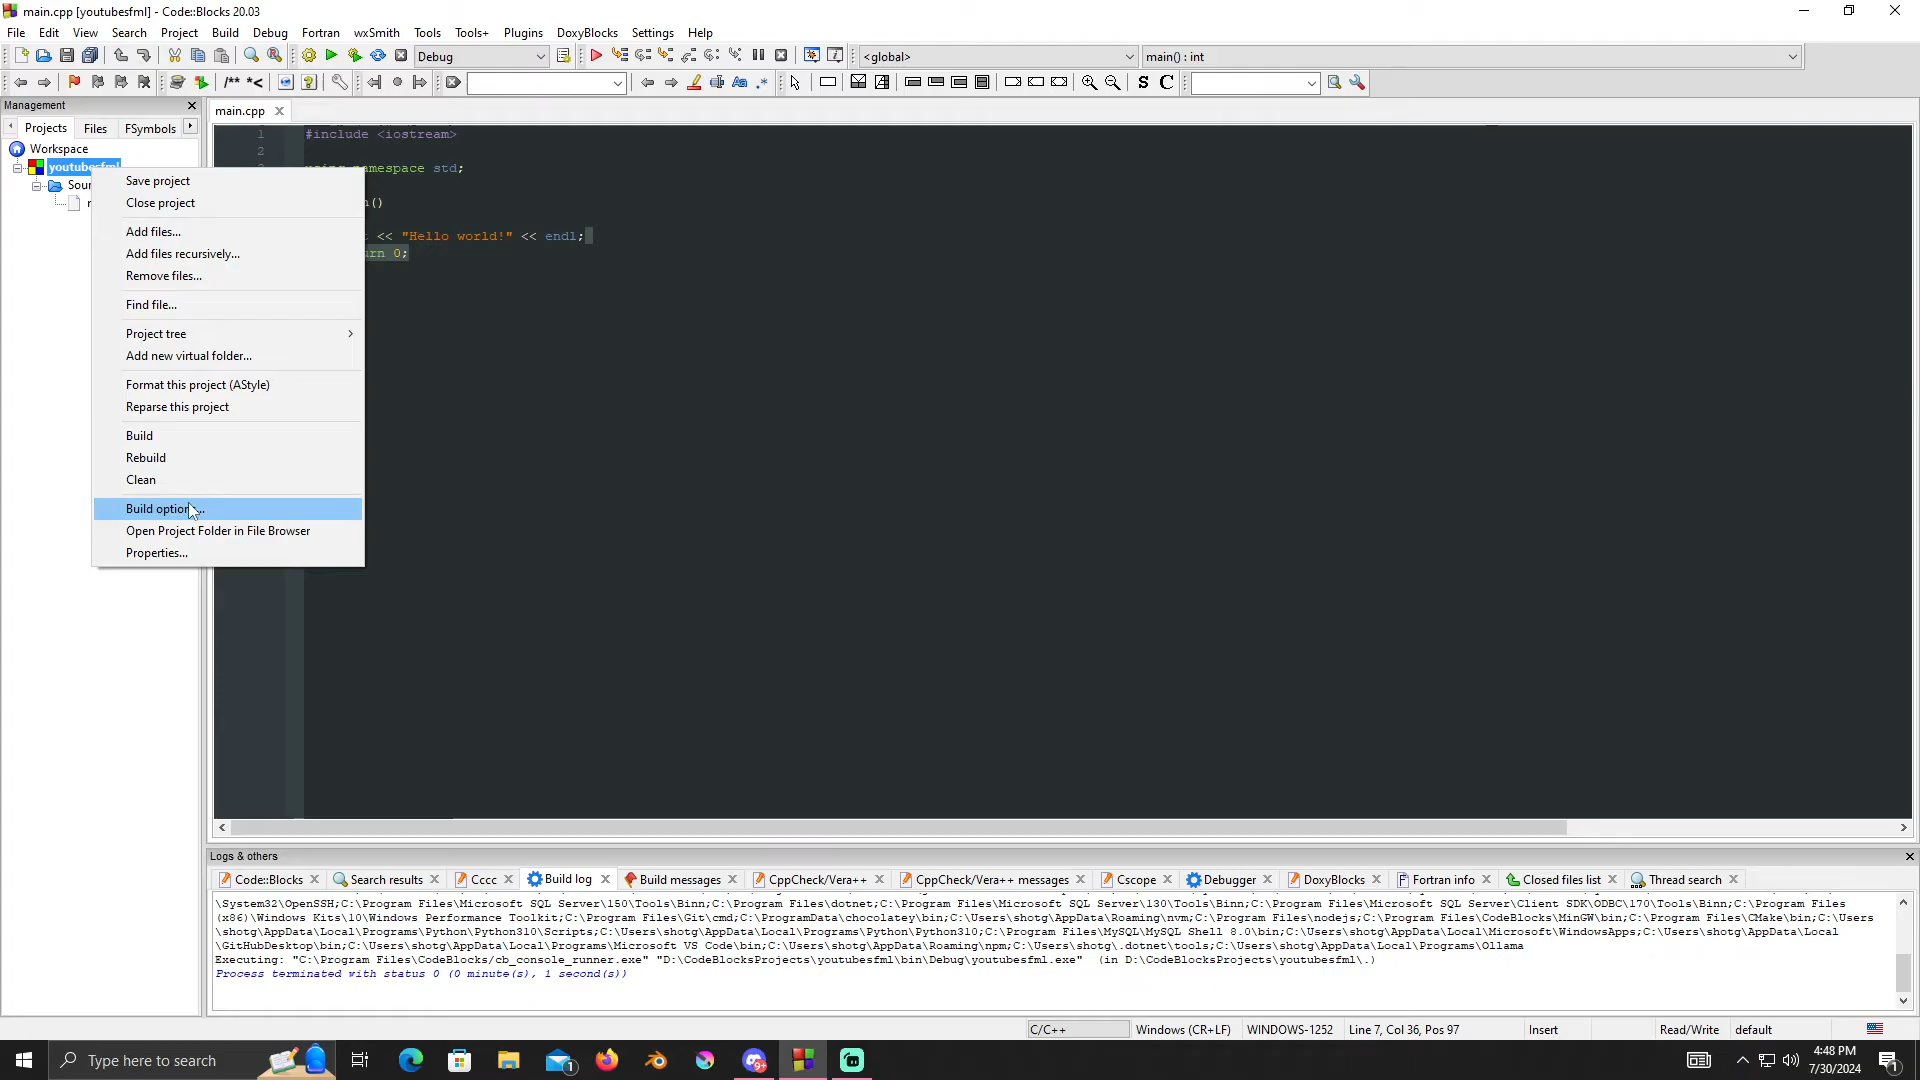 main.cpp [youtubesfml] - Code::Blocks 20.03
File Edit View Search Project Build Debug Fortran wxSmith Tools Tools+ Plugins DoxyBlocks Settings Help
Debug <global> main() : int
/** *< Aa .* S C
Management
main.cpp
Projects Files FSymbols
Workspace
youtubesfml
Sour
1 #include <iostream>
2
using namespace std;
n()
<< "Hello world!" << endl;
urn 0;
Save project
Close project
Add files...
Add files recursively...
Remove files...
Find file...
Project tree
Add new virtual folder...
Format this project (AStyle)
Reparse this project
Build
Rebuild
Clean
Build options...
Open Project Folder in File Browser
Properties...
Logs & others
Code::Blocks Search results Cccc Build log Build messages CppCheck/Vera++ CppCheck/Vera++ messages Cscope Debugger DoxyBlocks Fortran info Closed files list Thread search
\System32\OpenSSH;C:\Program Files\Microsoft SQL Server\150\Tools\Binn;C:\Program Files\dotnet;C:\Program Files\Microsoft SQL Server\130\Tools\Binn;C:\Program Files\Microsoft SQL Server\Client SDK\ODBC\170\Tools\Binn;C:\Program Files
(x86)\Windows Kits\10\Windows Performance Toolkit;C:\Program Files\Git\cmd;C:\ProgramData\chocolatey\bin;C:\Users\shotg\AppData\Roaming\nvm;C:\Program Files\nodejs;C:\Program Files\CodeBlocks\MinGW\bin;C:\Program Files\CMake\bin;C:\Users
\shotg\AppData\Local\Programs\Python\Python310\Scripts;C:\Users\shotg\AppData\Local\Programs\Python\Python310;C:\Program Files\MySQL\MySQL Shell 8.0\bin;C:\Users\shotg\AppData\Local\Microsoft\WindowsApps;C:\Users\shotg\AppData\Local
\GitHubDesktop\bin;C:\Users\shotg\AppData\Local\Programs\Microsoft VS Code\bin;C:\Users\shotg\AppData\Roaming\npm;C:\Users\shotg\.dotnet\tools;C:\Users\shotg\AppData\Local\Programs\Ollama
Executing: "C:\Program Files\CodeBlocks/cb_console_runner.exe" "D:\CodeBlocksProjects\youtubesfml\bin\Debug\youtubesfml.exe" (in D:\CodeBlocksProjects\youtubesfml\.)
Process terminated with status 0 (0 minute(s), 1 second(s))
C/C++ Windows (CR+LF) WINDOWS-1252 Line 7, Col 36, Pos 97 Insert Read/Write default
Type here to search
4:48 PM
7/30/2024